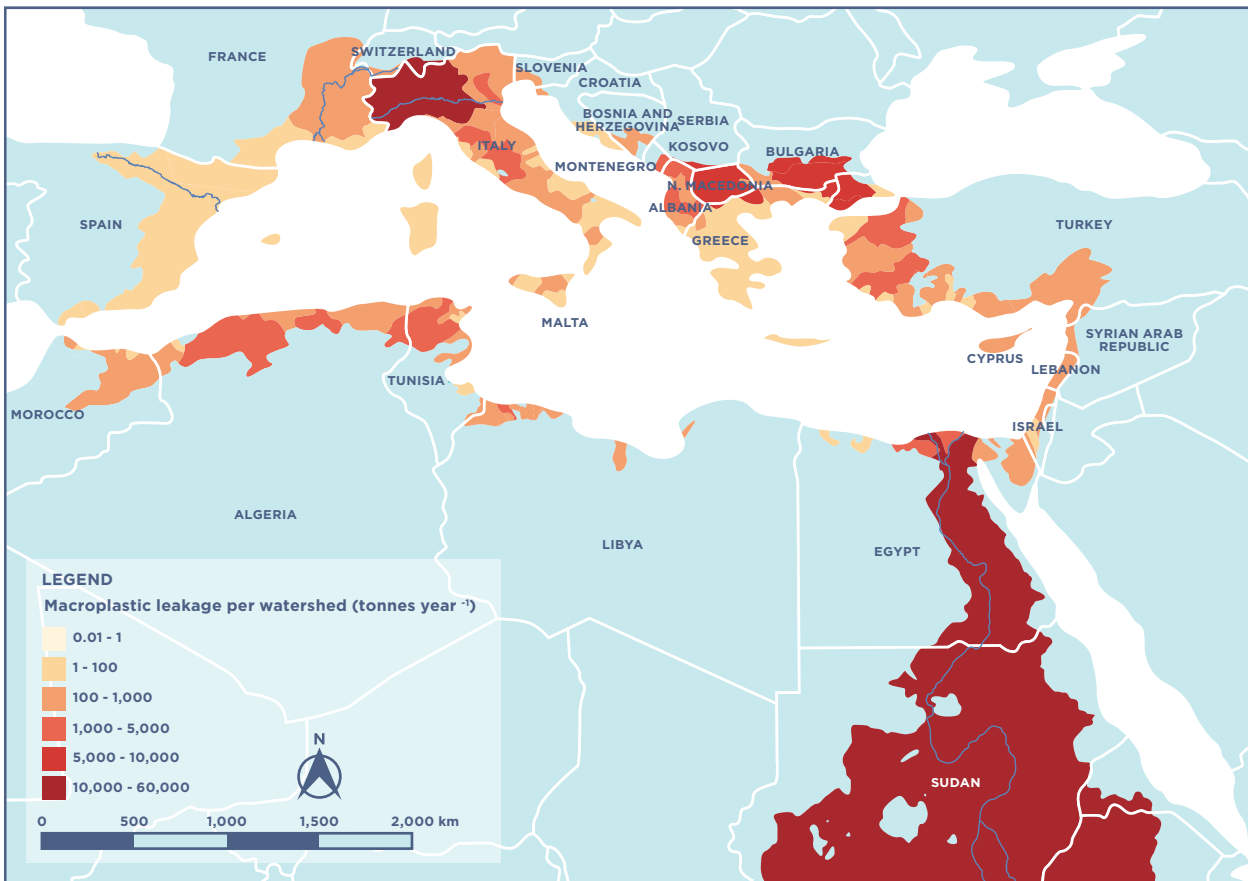 FRANCE
SWITZERLAND
SLOVENIA
CROATIA
BOSNIA AND
HERZEGOVINA
SERBIA
KOSOVO
ITALY
MONTENEGRO
BULGARIA
N. MACEDONIA
ALBANIA
GREECE
SPAIN
TURKEY
MALTA
CYPRUS
SYRIAN ARAB
REPUBLIC
LEBANON
TUNISIA
MOROCCO
ISRAEL
ALGERIA
LIBYA
EGYPT
SUDAN
LEGEND
Macroplastic leakage per watershed (tonnes year ⁻¹)
0.01 - 1
1 - 100
100 - 1,000
1,000 - 5,000
5,000 - 10,000
10,000 - 60,000
N
0 500 1,000 1,500 2,000 km